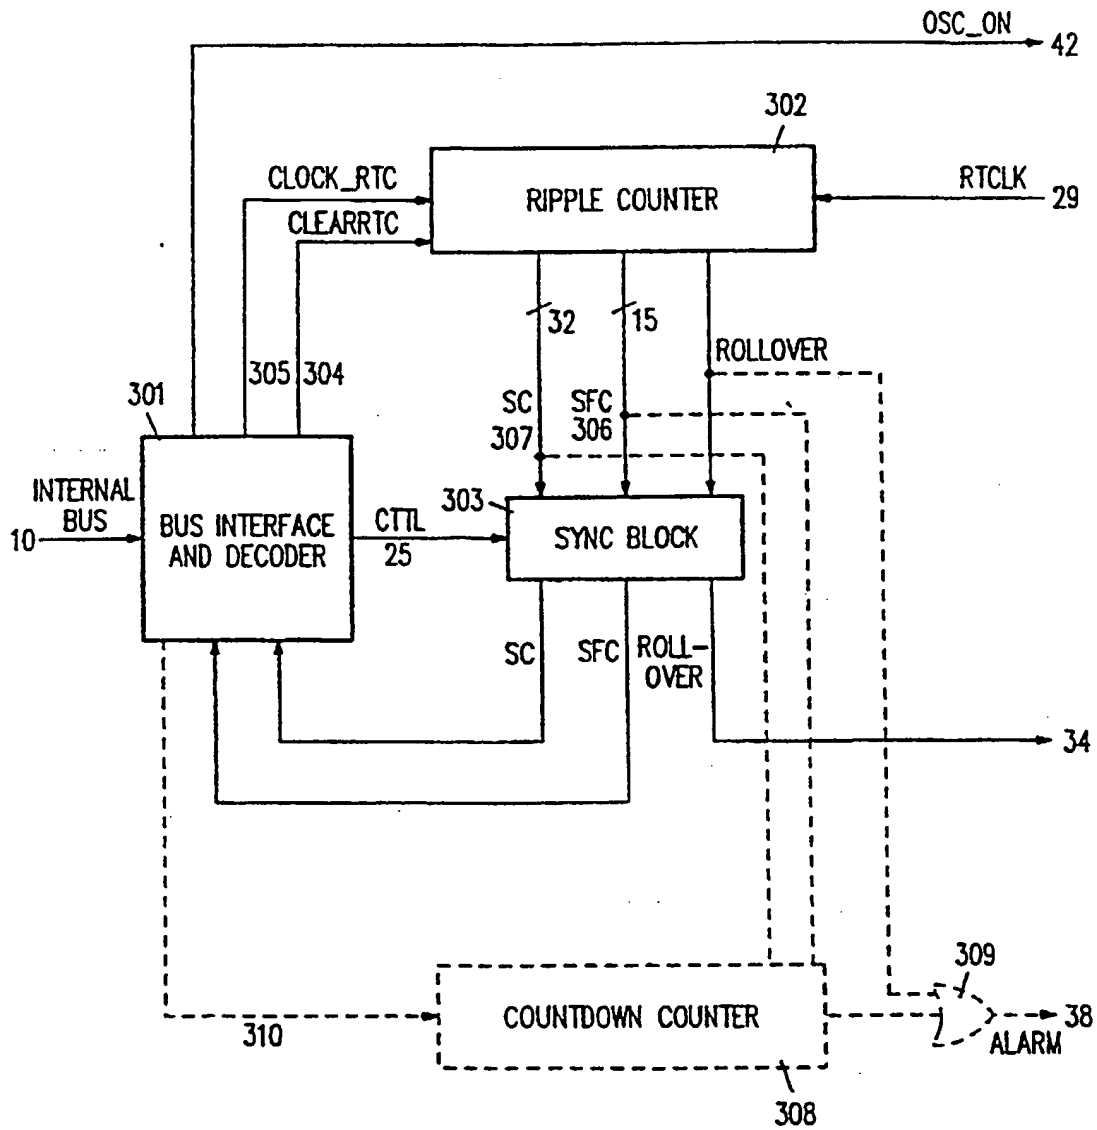 OSC_ON
42
302
CLOCK_RTC
RIPPLE COUNTER
RTCLK
29
CLEARRTC
32
15
305
304
ROLLOVER
301
SC
307
SFC
306
INTERNAL
BUS
10
303
BUS INTERFACE
AND DECODER
CTTL
25
SYNC BLOCK
SC
SFC
ROLL-
OVER
34
309
COUNTDOWN COUNTER
310
38
ALARM
308